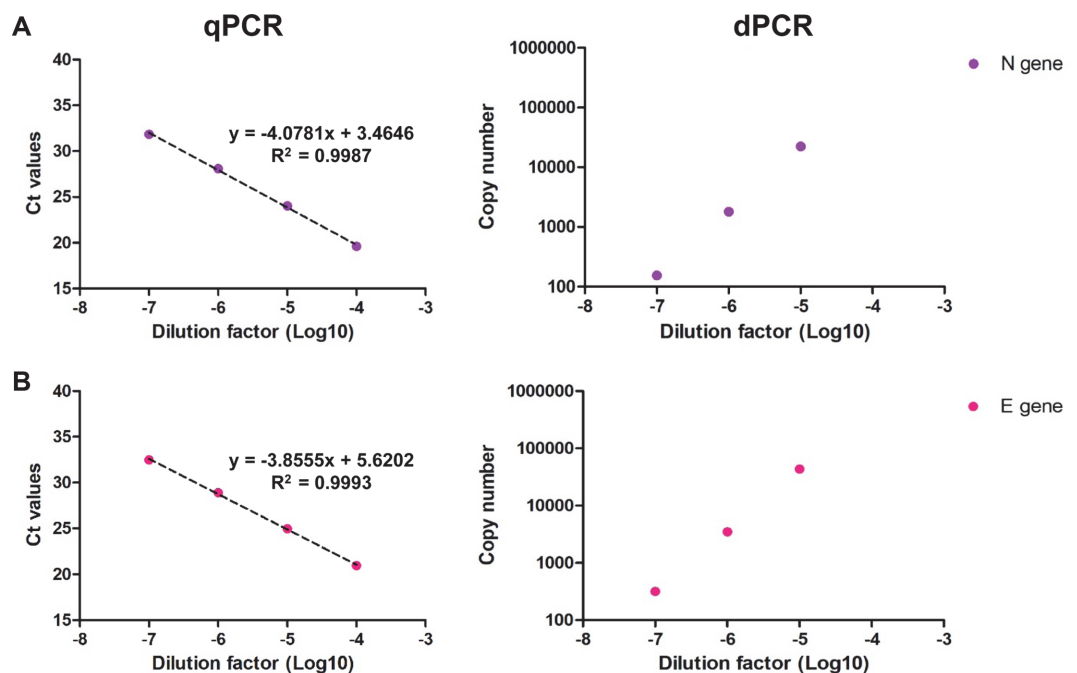 A
qPCR
dPCR
40
35
30
25
20
15
Ct values
y = -4.0781x + 3.4646
R² = 0.9987
-8 -7 -6 -5 -4 -3
Dilution factor (Log10)
1000000
100000
10000
1000
100
Copy number
-8 -7 -6 -5 -4 -3
Dilution factor (Log10)
N gene
B
40
35
30
25
20
15
Ct values
y = -3.8555x + 5.6202
R² = 0.9993
-8 -7 -6 -5 -4 -3
Dilution factor (Log10)
1000000
100000
10000
1000
100
Copy number
-8 -7 -6 -5 -4 -3
Dilution factor (Log10)
E gene